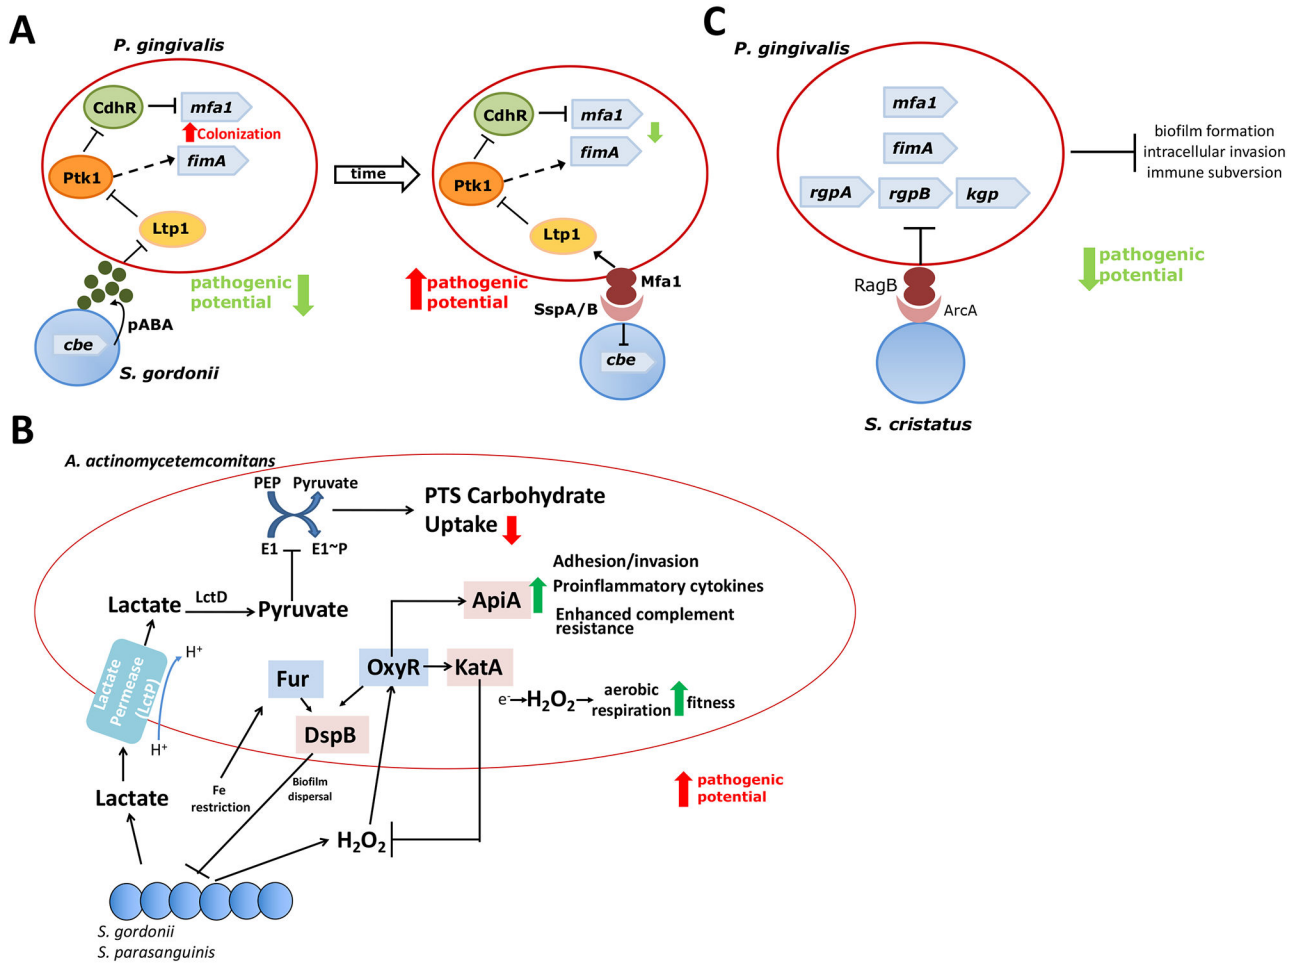 A
P. gingivalis
CdhR
mfa1
Colonization
fimA
Ptk1
Ltp1
pathogenic
potential
pABA
cbe
S. gordonii
time
CdhR
mfa1
fimA
Ptk1
Ltp1
pathogenic
potential
Mfa1
SspA/B
cbe
C
P. gingivalis
mfa1
fimA
rgpA
rgpB
kgp
biofilm formation
intracellular invasion
immune subversion
RagB
ArcA
pathogenic
potential
S. cristatus
B
A. actinomycetemcomitans
PEP
Pyruvate
E1
E1~P
PTS Carbohydrate
Uptake
Adhesion/invasion
Proinflammatory cytokines
Enhanced complement
resistance
ApiA
Lactate
LctD
Pyruvate
H+
Lactate
Permease
(LctP)
H+
Fur
OxyR
KatA
DspB
e-
H2O2
aerobic
respiration
fitness
Lactate
Fe
restriction
Biofilm
dispersal
H2O2
pathogenic
potential
S. gordonii
S. parasanguinis